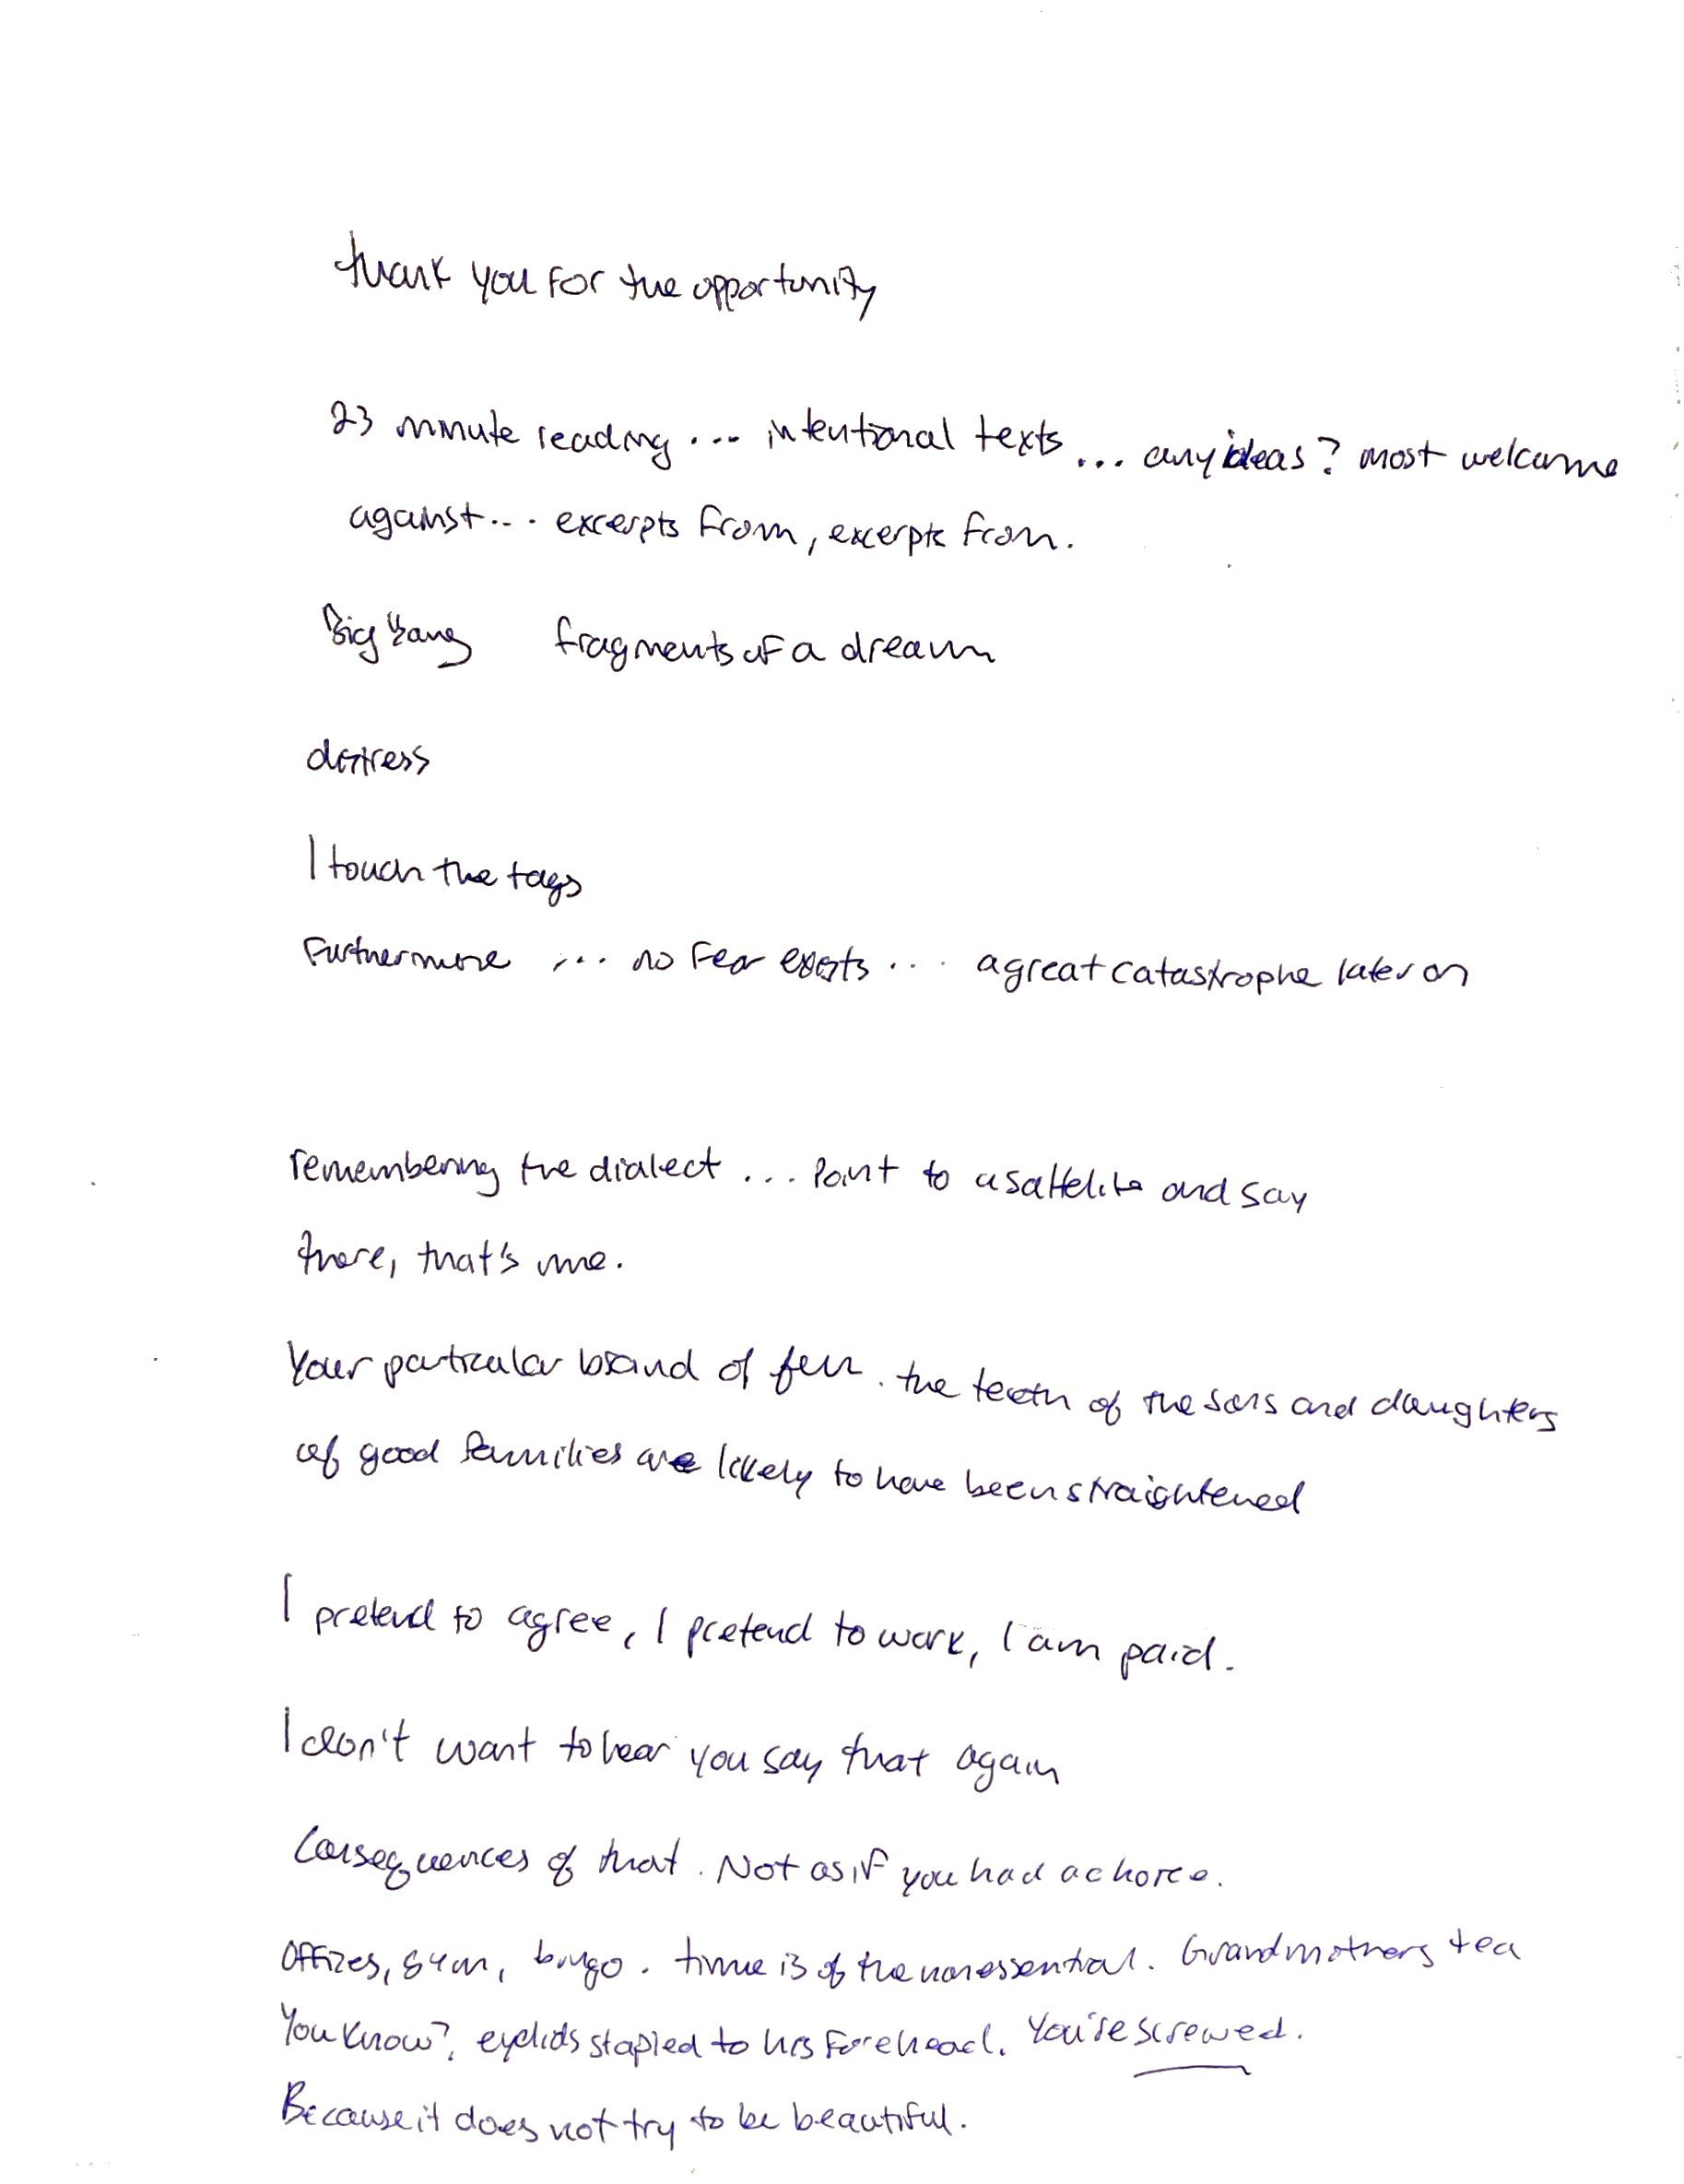 thank you for the opportunity
23 minute reading ... intentional texts ... any ideas? most welcome
against ... excerpts from, excerpts from.
Big Bang fragments of a dream
distress
I touch the tags
Furthermore ... no fear exists ... a great catastrophe later on
remembering the dialect ... Point to a sattelite and say
there, that's me.
Your particular brand of fear. the teeth of the sons and daughters
of good families are likely to have been straightened
I pretend to agree, I pretend to work, I am paid.
I don't want to hear you say that again
Consequences of that. Not as if you had a choice.
Offizes, gym, bingo. time is of the nonessential. Grandmothers tea
You know?, eyelids stapled to his forehead. You're screwed.
Because it does not try to be beautiful.